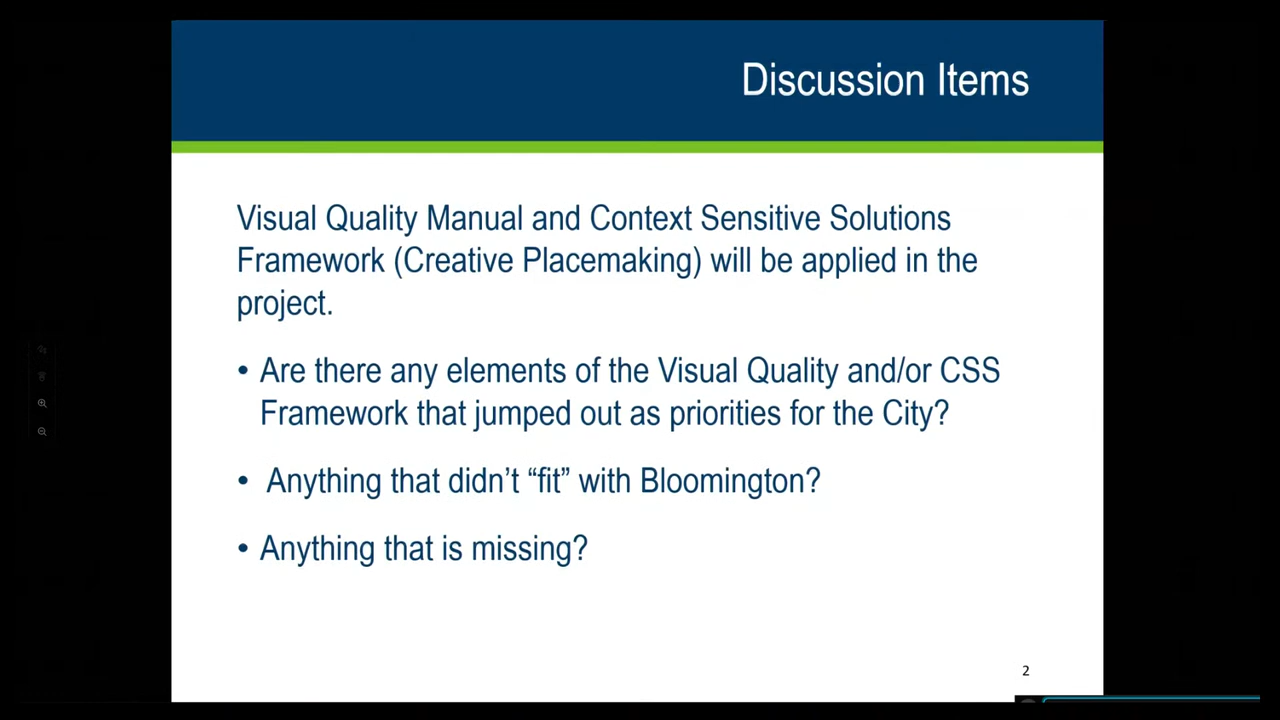 Discussion Items
Visual Quality Manual and Context Sensitive Solutions
Framework (Creative Placemaking) will be applied in the
project.
• Are there any elements of the Visual Quality and/or CSS
Framework that jumped out as priorities for the City?
• Anything that didn’t “fit” with Bloomington?
• Anything that is missing?
2